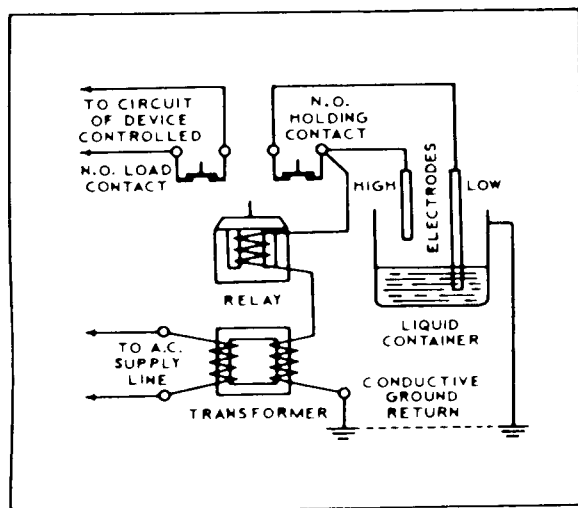 TO CIRCUIT
OF DEVICE
CONTROLLED
N.O. LOAD
CONTACT
N.O.
HOLDING
CONTACT
HIGH
ELECTRODES
LOW
RELAY
LIQUID
CONTAINER
TO A.C.
SUPPLY
LINE
TRANSFORMER
CONDUCTIVE
GROUND
RETURN